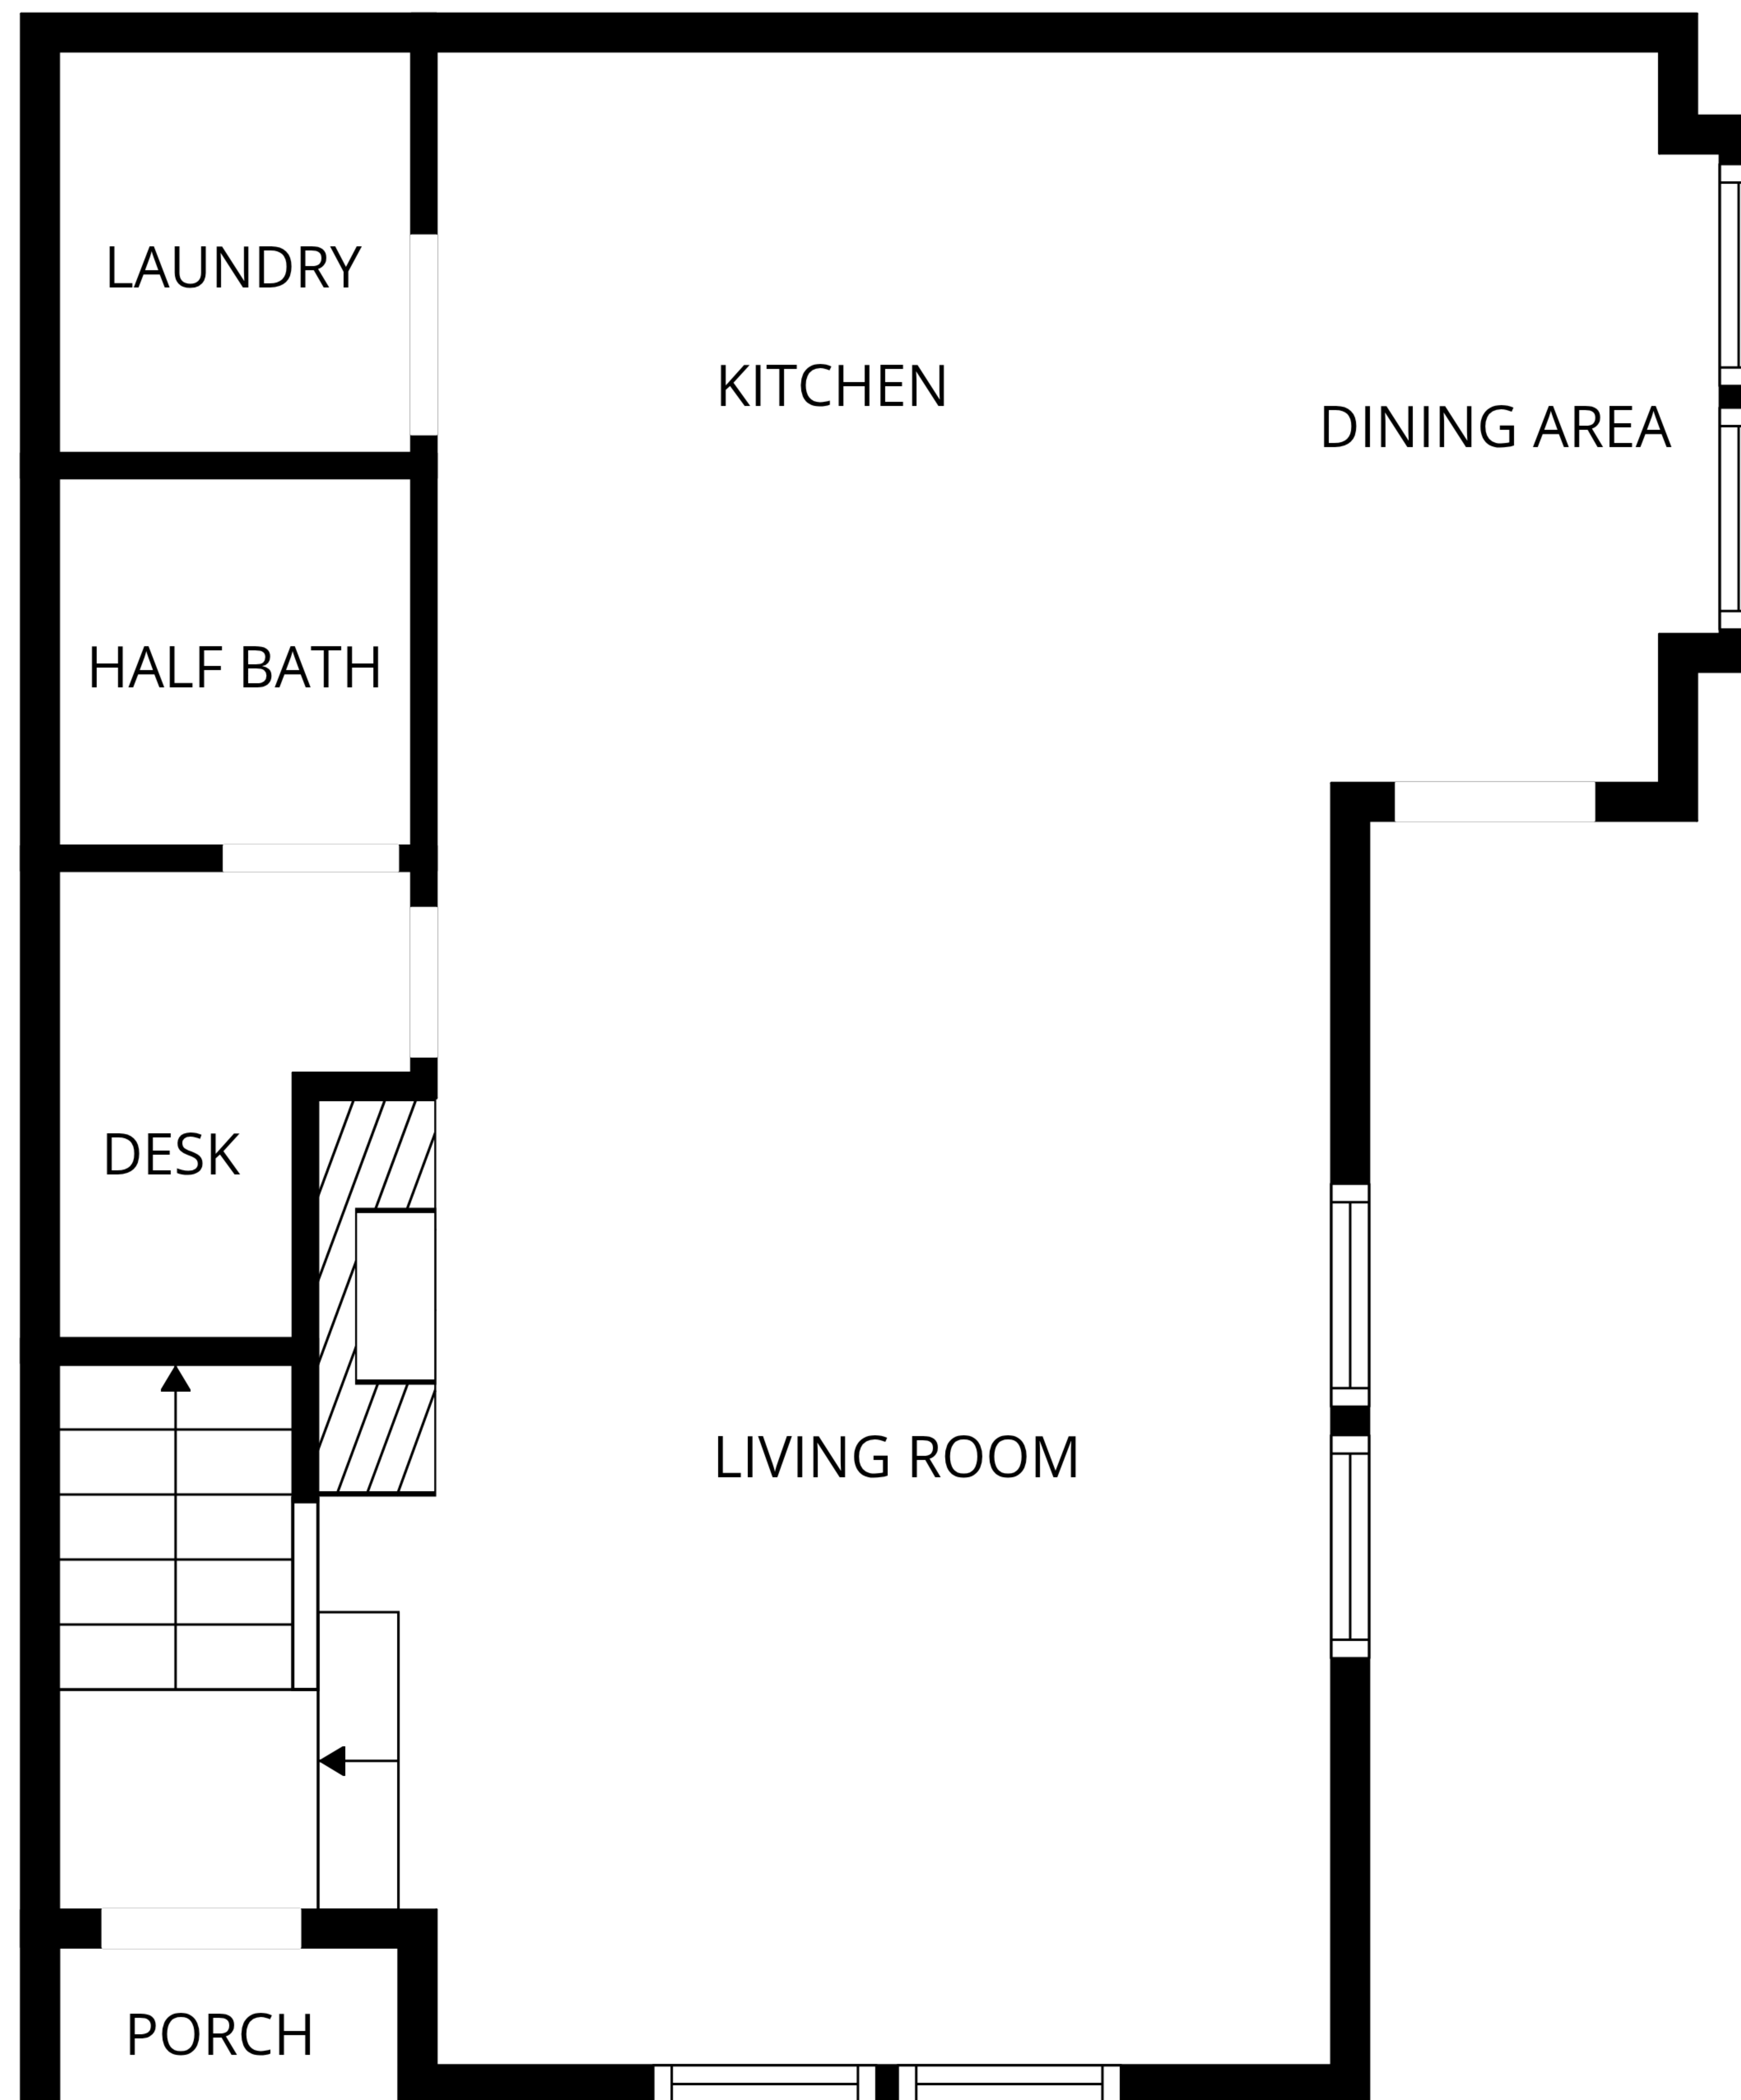 LAUNDRY
KITCHEN
DINING AREA
HALF BATH
DESK
LIVING ROOM
PORCH